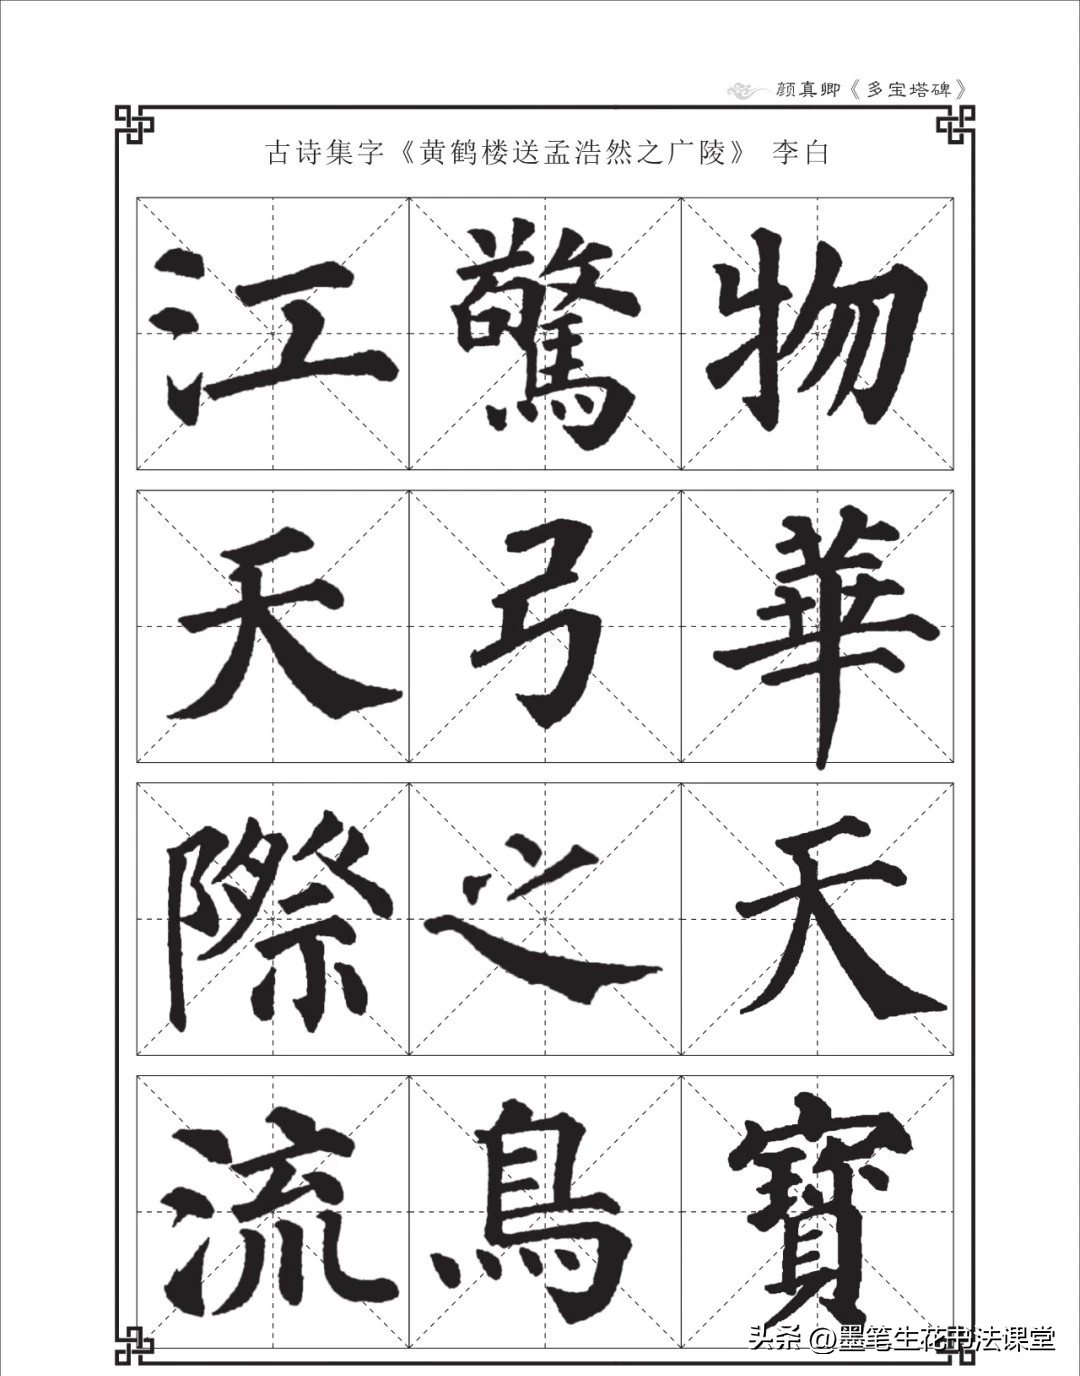 颜真卿《多宝塔碑》
古诗集字《黄鹤楼送孟浩然之广陵》 李白
物華天寶
驚弓之鳥
江天際流
头条 @墨笔生花书法课堂